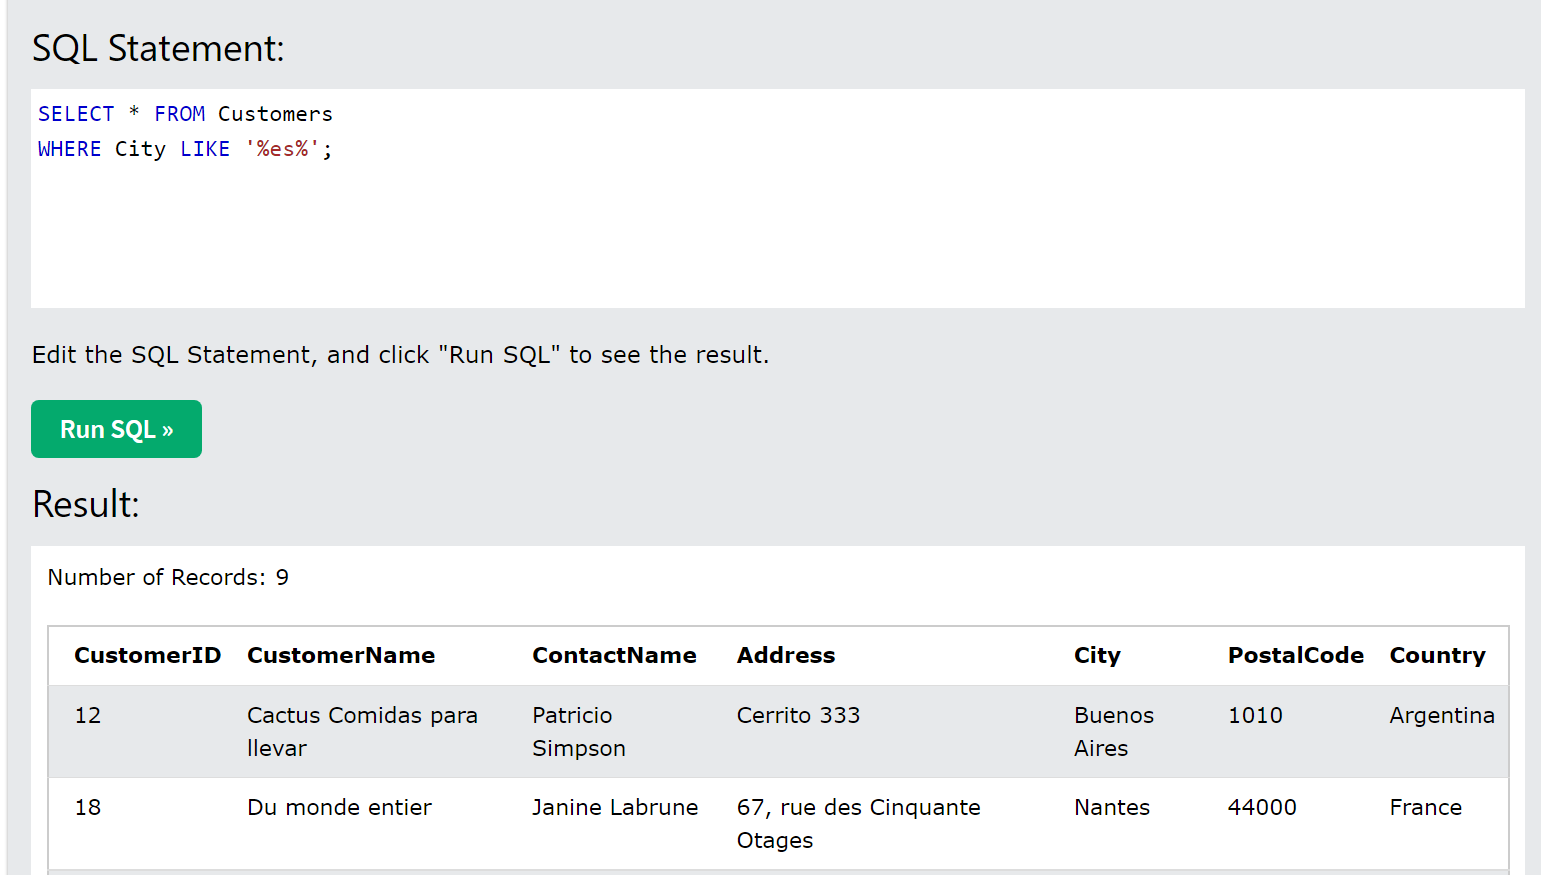 SQL Statement:
SELECT * FROM Customers
WHERE City LIKE '%es%';
Edit the SQL Statement, and click "Run SQL" to see the result.
Run SQL »
Result:
Number of Records: 9
CustomerID CustomerName ContactName Address City PostalCode Country
12 Cactus Comidas para Patricio Cerrito 333 Buenos 1010 Argentina
llevar Simpson Aires
18 Du monde entier Janine Labrune 67, rue des Cinquante Nantes 44000 France
Otages